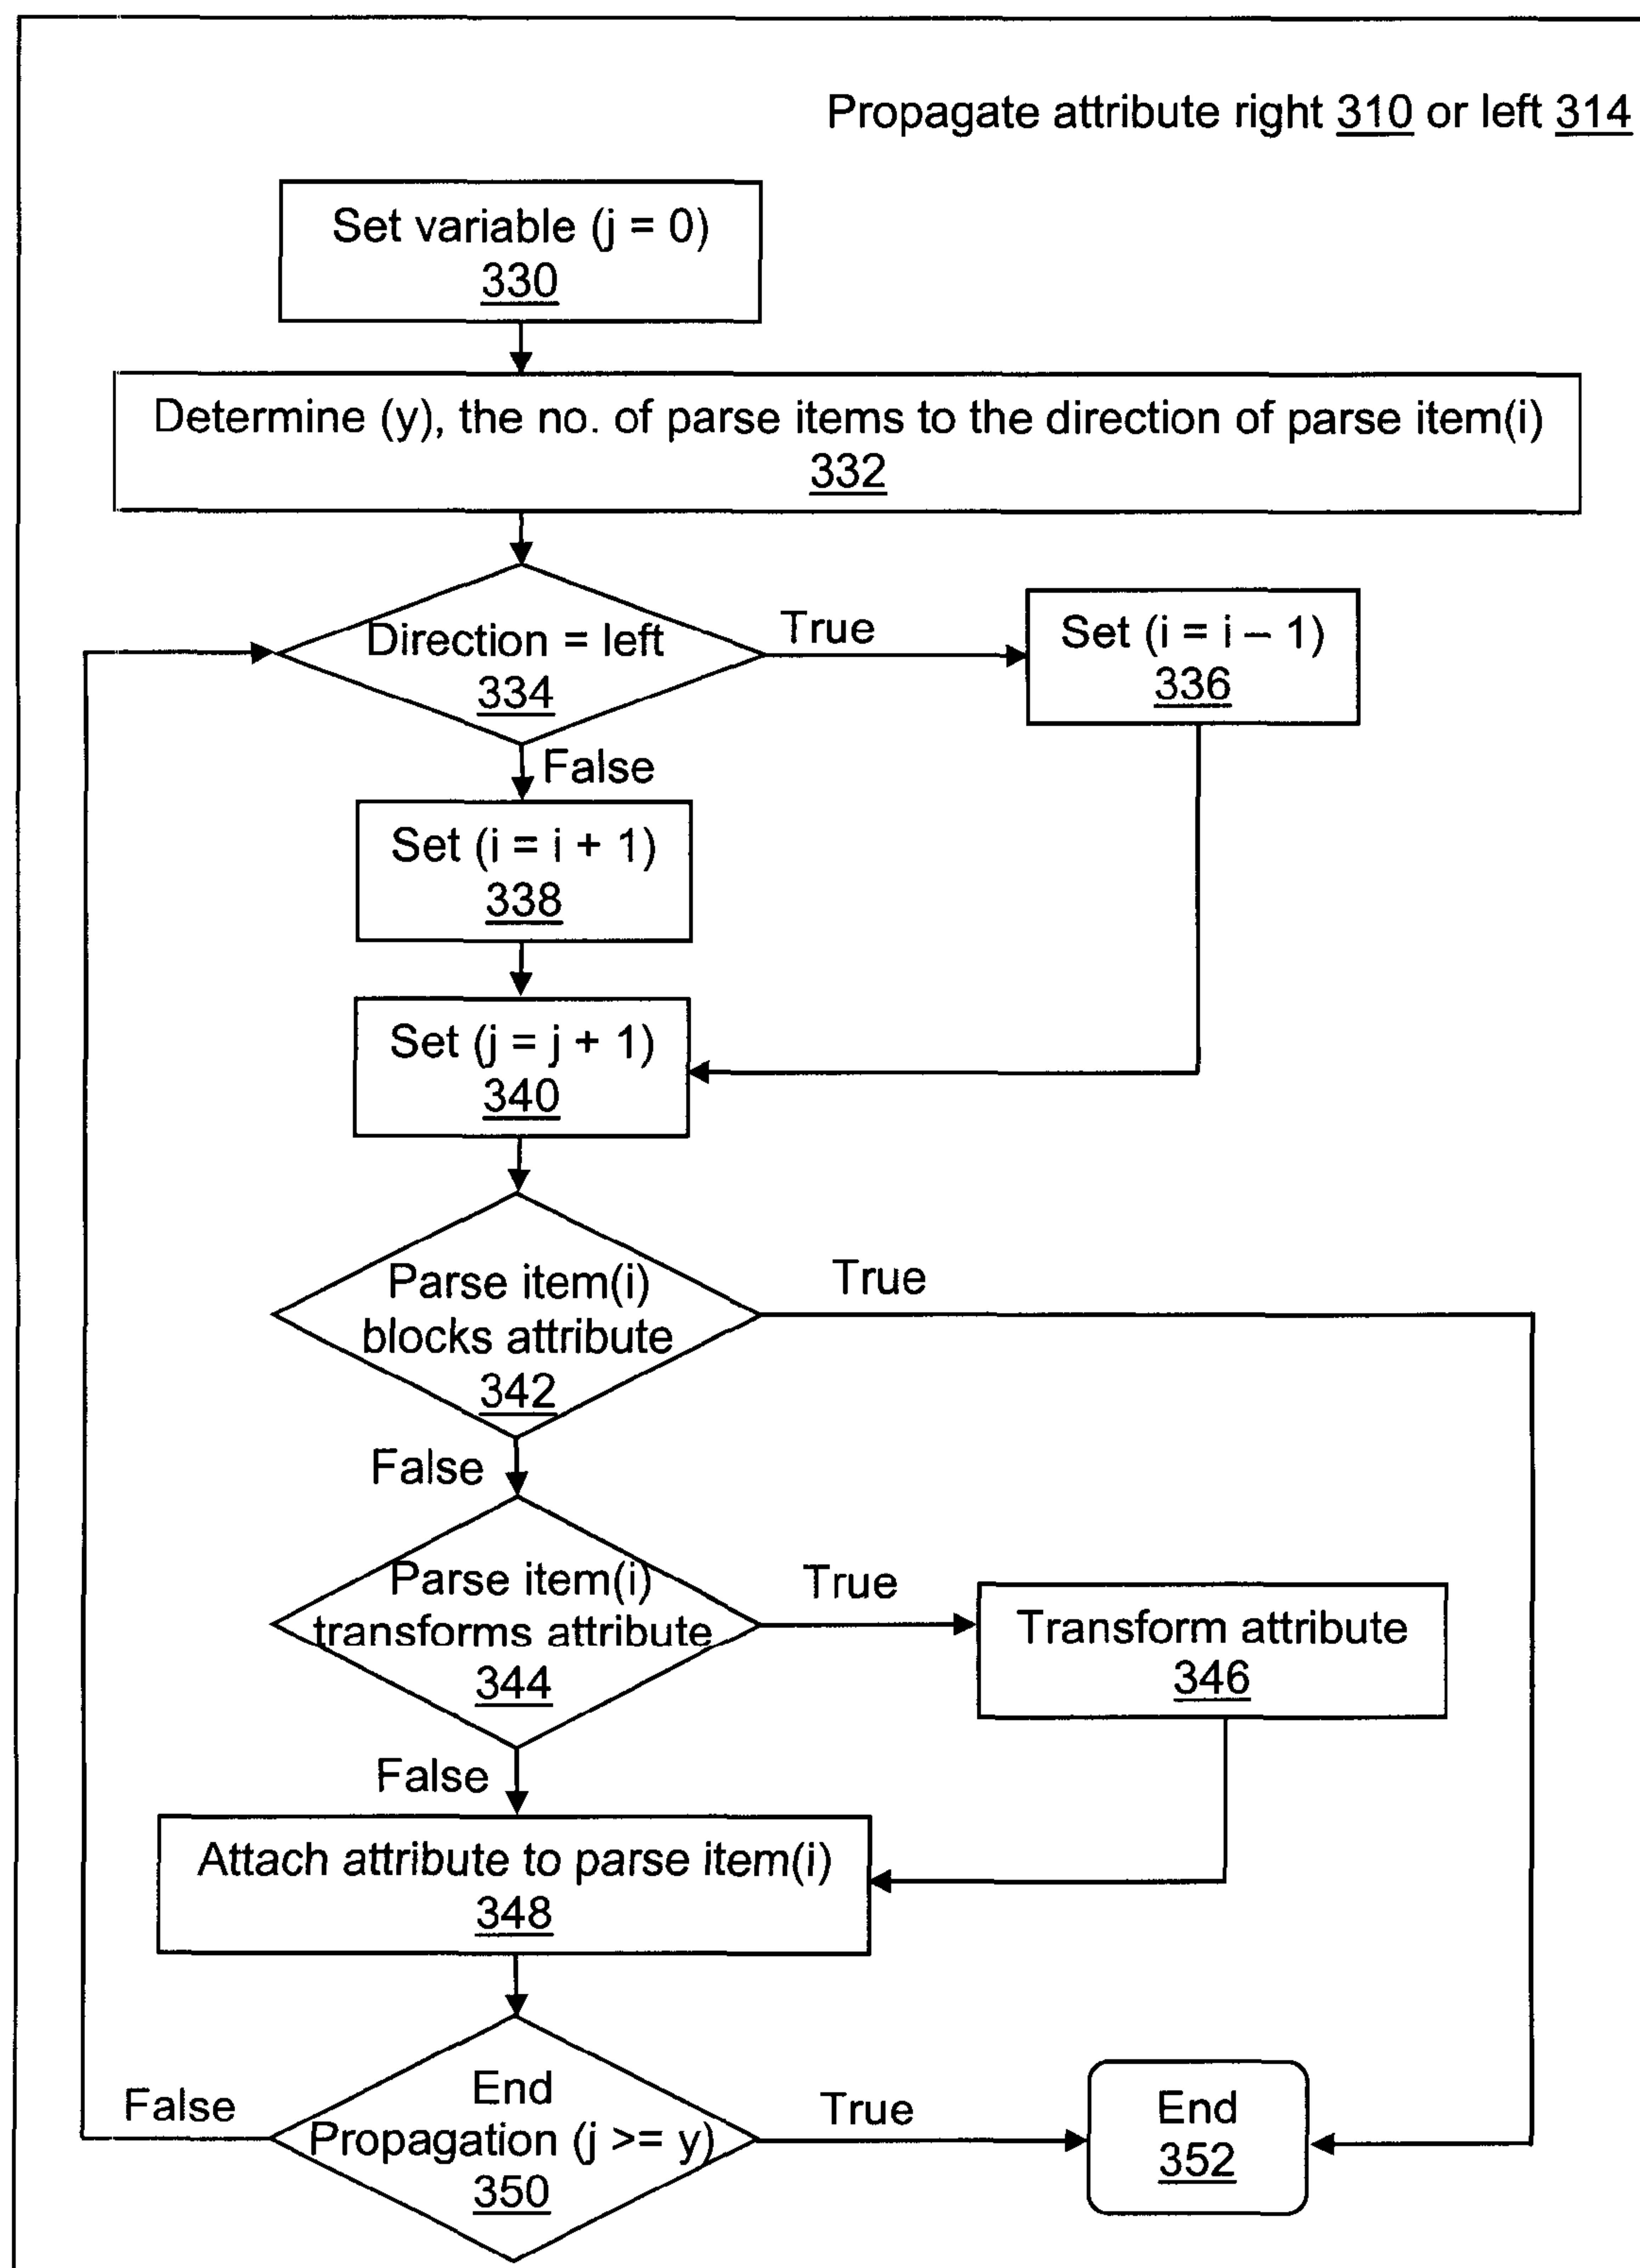 Propagate attribute right 310 or left 314
Set variable (j = 0)
330
Determine (y), the no. of parse items to the direction of parse item(i)
332
Direction = left
334
True
Set (i = i – 1)
336
False
Set (i = i + 1)
338
Set (j = j + 1)
340
Parse item(i)
blocks attribute
342
True
False
Parse item(i)
transforms attribute
344
True
Transform attribute
346
False
Attach attribute to parse item(i)
348
End
Propagation (j >= y)
350
False
True
End
352